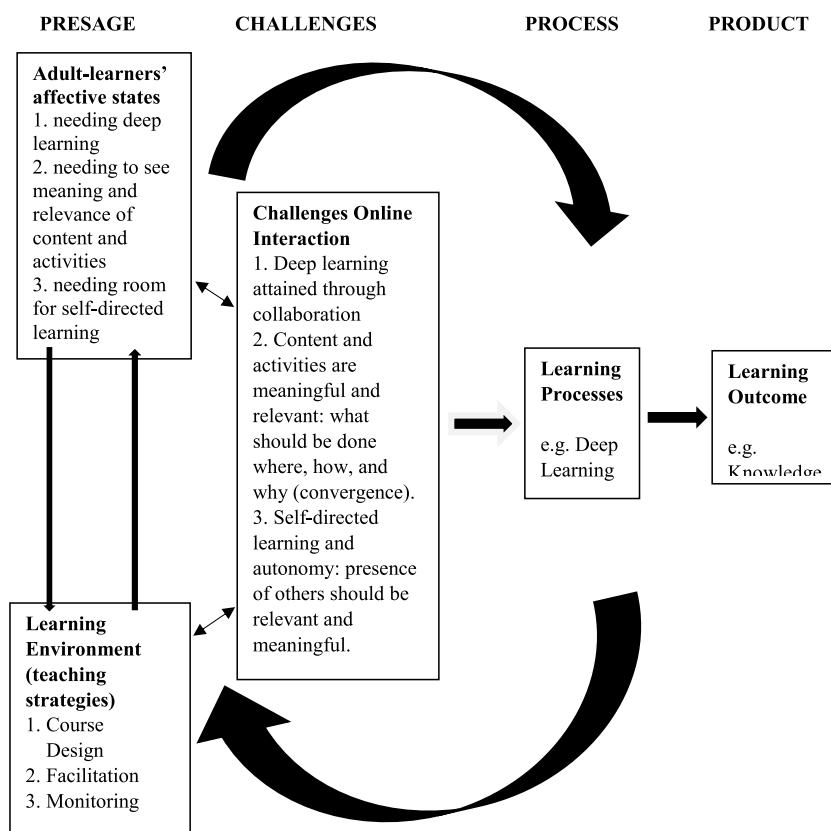 PRESAGE CHALLENGES PROCESS PRODUCT
Adult-learners’
affective states
1. needing deep
learning
2. needing to see
meaning and
relevance of
content and
activities
3. needing room
for self-directed
learning
Challenges Online
Interaction
1. Deep learning
attained through
collaboration
2. Content and
activities are
meaningful and
relevant: what
should be done
where, how, and
why (convergence).
3. Self-directed
learning and
autonomy: presence
of others should be
relevant and
meaningful.
Learning
Processes
e.g. Deep
Learning
Learning
Outcome
e.g.
Knowledge
Learning
Environment
(teaching
strategies)
1. Course
Design
2. Facilitation
3. Monitoring